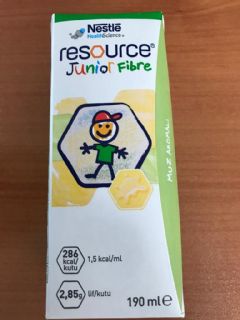 Nestlé
HealthScience
resource®
Junior Fibre
MUZ AROMALI
286
kcal/
kutu
1,5 kcal/ml
2,85g
lif/kutu
190 ml e